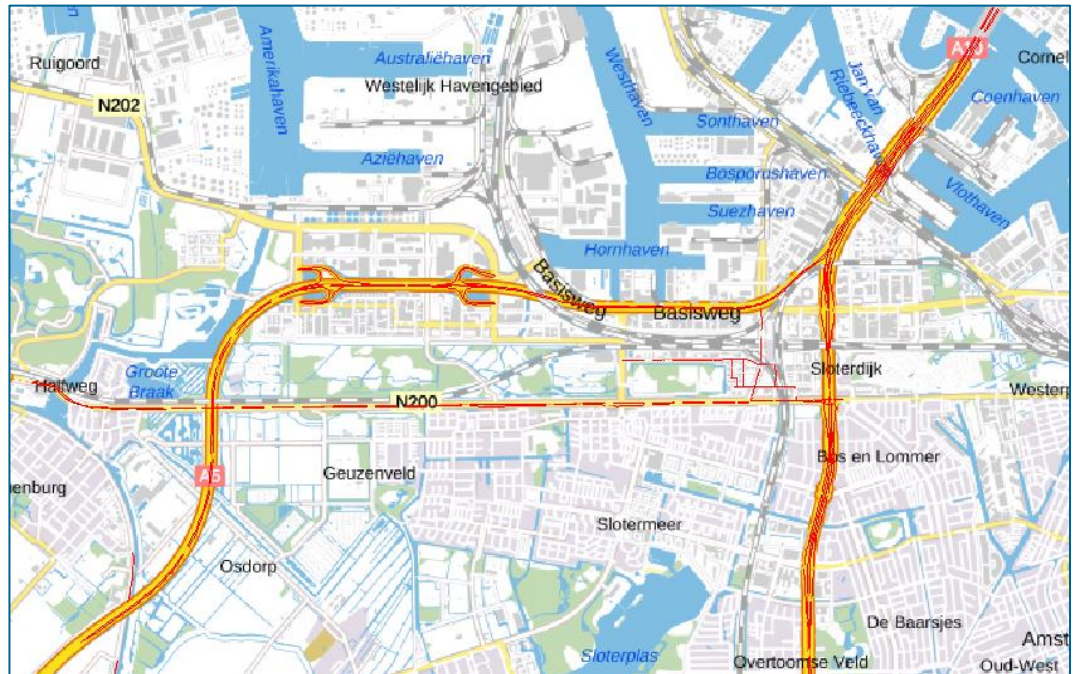 Ruigoord
N202
Amerikahaven
Australiëhaven
Westelijk Havengebied
Aziëhaven
Westhaven
Sonthaven
Bosporushaven
Suezhaven
Hornhaven
Jan van
Riebeeckhaven
A10
Cornel
Coenhaven
Vlothaven
Basisweg
Basisweg
Groote
Braak
Halfweg
N200
Sloterdijk
Westerp
A5
Geuzenveld
Bos en Lommer
nenburg
Slotermeer
Osdorp
De Baarsjes
Sloterplas
Overtoomse Veld
Amst
Oud-West